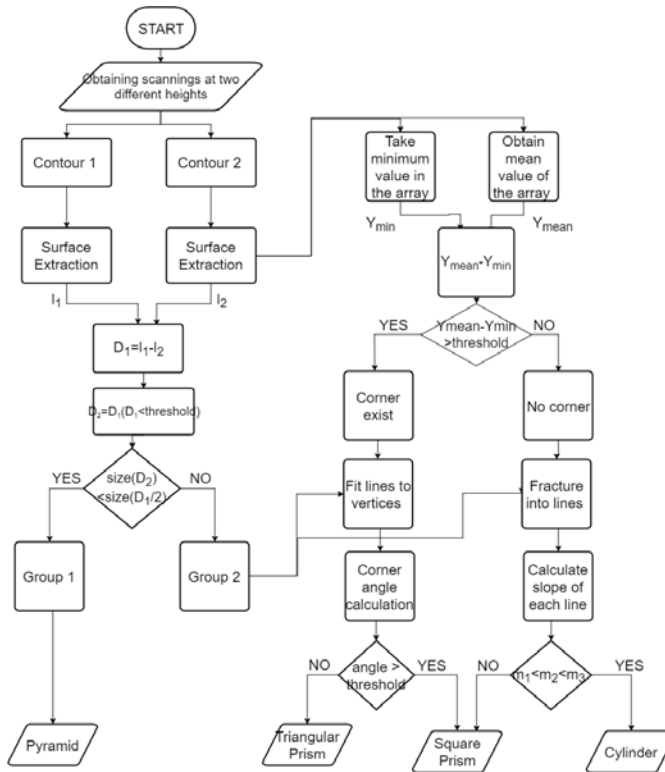 START
Obtaining scannings at two
different heights
Contour 1
Contour 2
Take
minimum
value in
the array
Obtain
mean
value of
the array
Surface
Extraction
Surface
Extraction
Ymin
Ymean
Ymean-Ymin
I1
I2
D1=I1-I2
YES
Ymean-Ymin
>threshold
NO
D2=D1(D1<threshold)
Corner
exist
No corner
YES
size(D2)
<size(D1/2)
NO
Fit lines to
vertices
Fracture
into lines
Group 1
Group 2
Corner
angle
calculation
Calculate
slope of
each line
NO
angle >
threshold
YES
NO
m1<m2<m3
YES
Pyramid
Triangular
Prism
Square
Prism
Cylinder